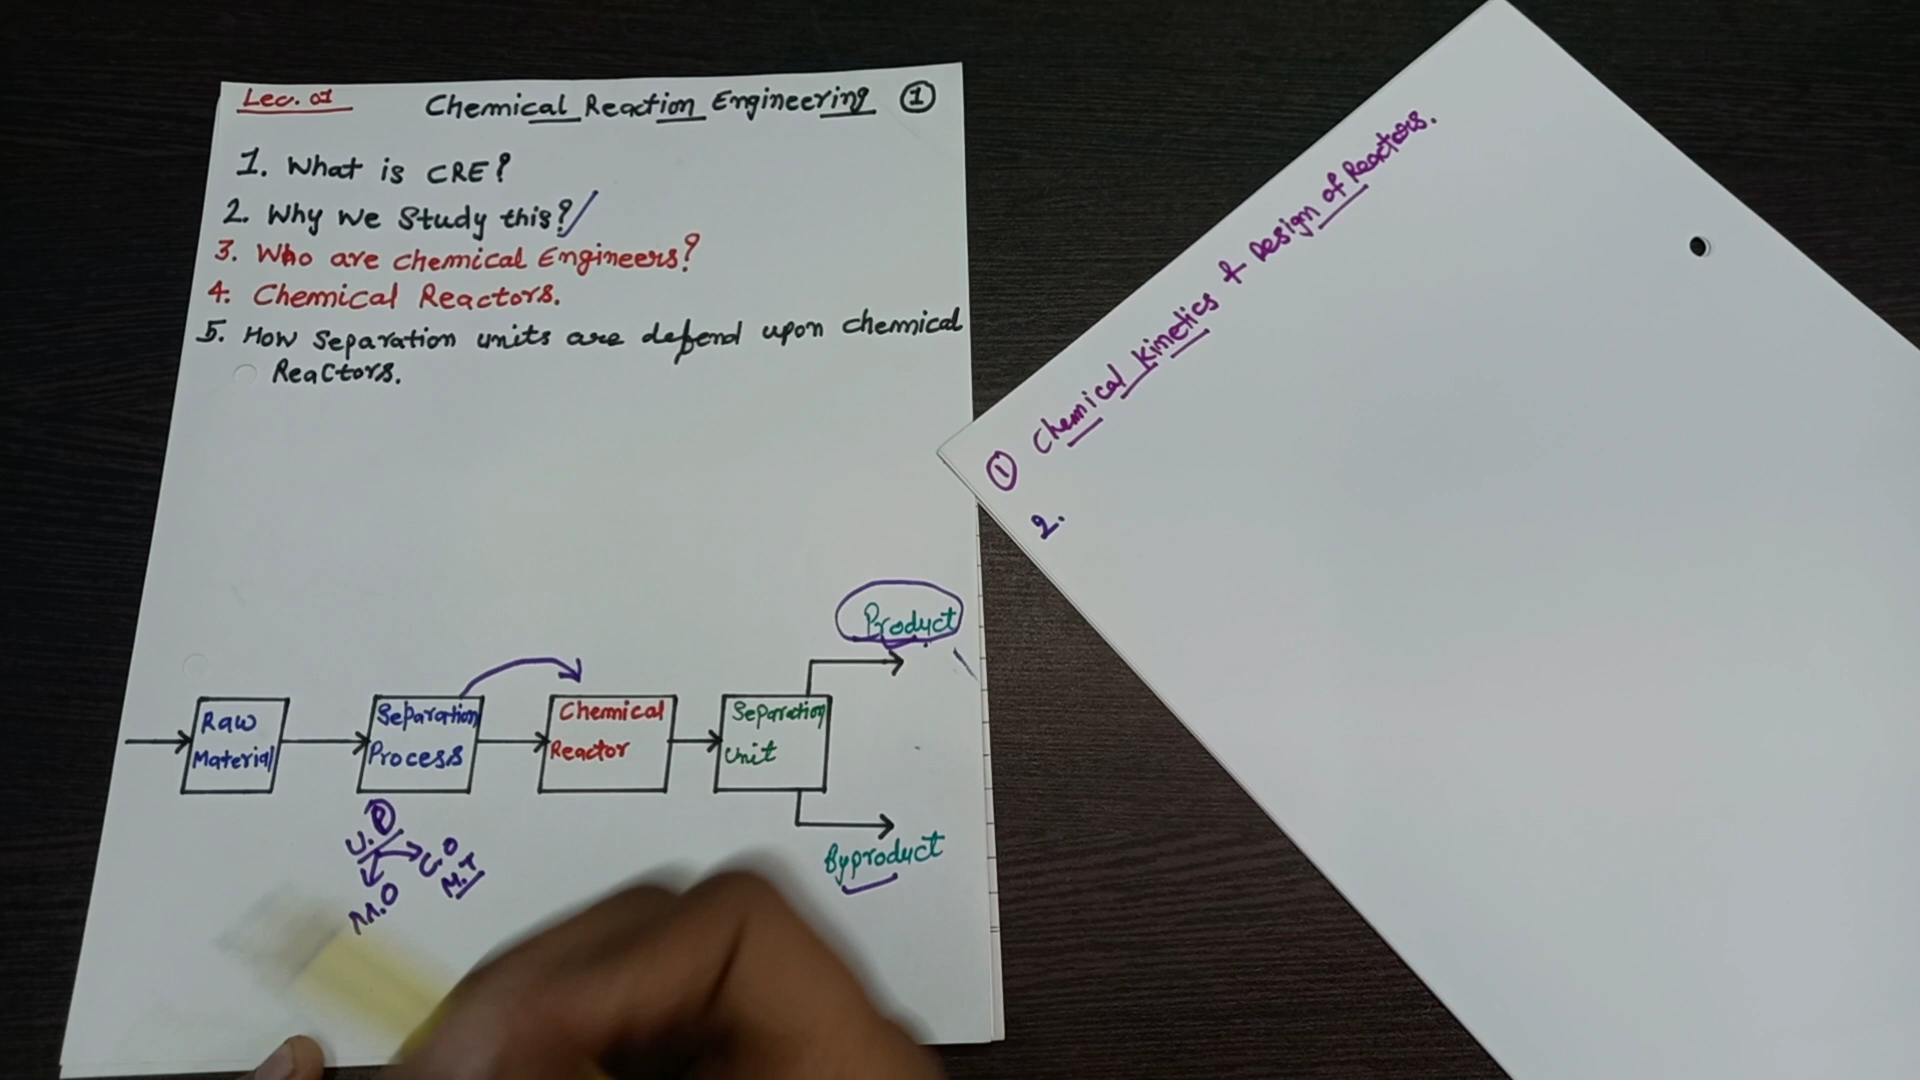 Lec. 01 Chemical Reaction Engineering ①
1. What is CRE?
2. Why We Study this?
3. Who are chemical Engineers?
4. Chemical Reactors.
5. How Separation units are defend upon chemical
Reactors.
Product
Raw
Material
Separation
Process
Chemical
Reactor
Separation
Unit
Byproduct
① Chemical Kinetics & Design of Reactors.
2.